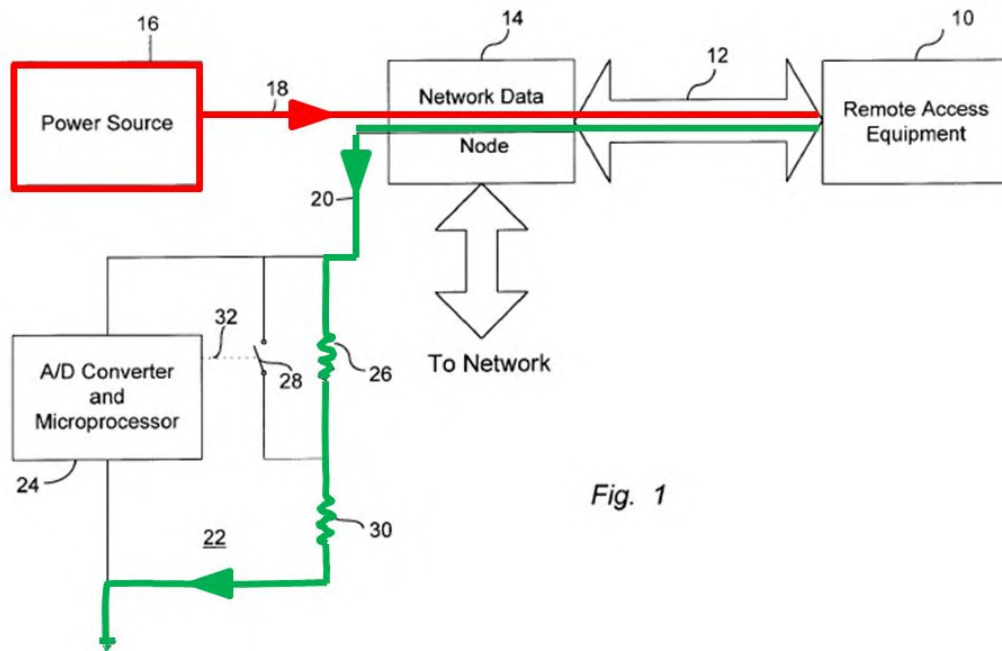 16
14
10
12
Power Source
18
Network Data
Node
Remote Access
Equipment
20
32
A/D Converter
and
Microprocessor
28
26
To Network
24
30
22
Fig. 1